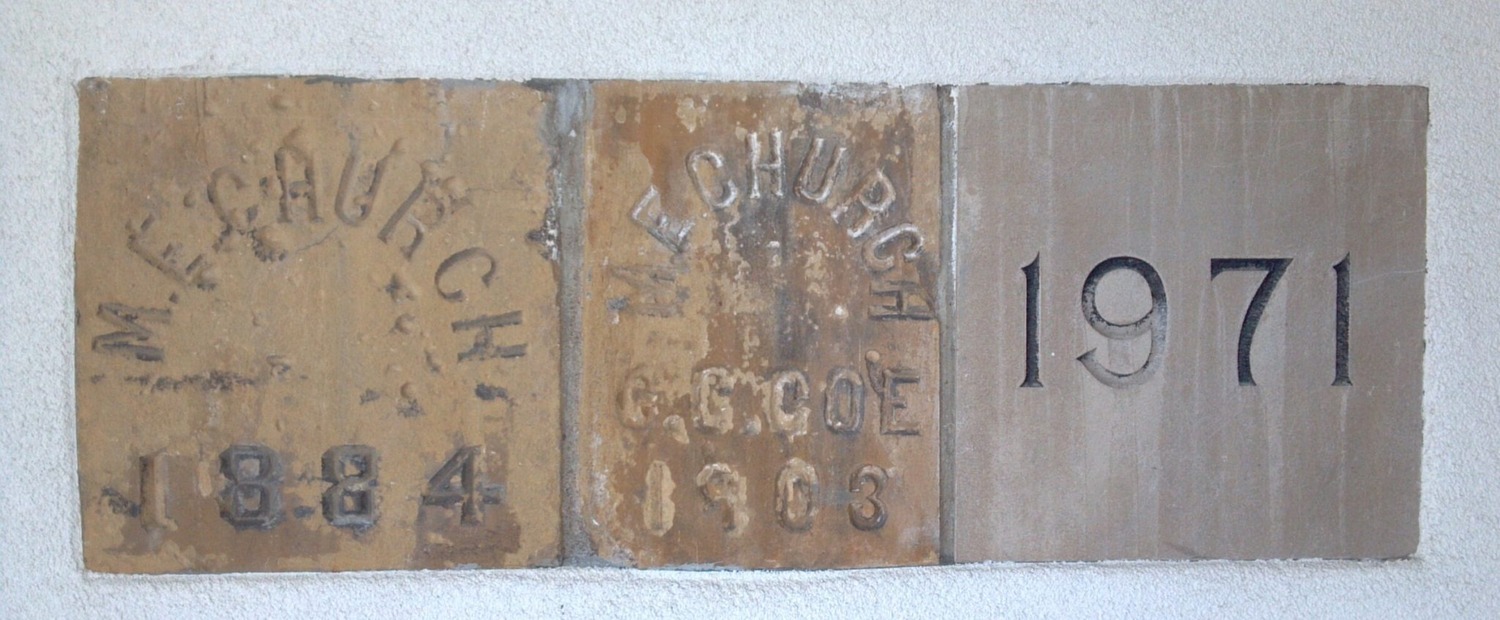 M.E CHURCH
1884
M E CHURCH
C.G.COE
1903
1971